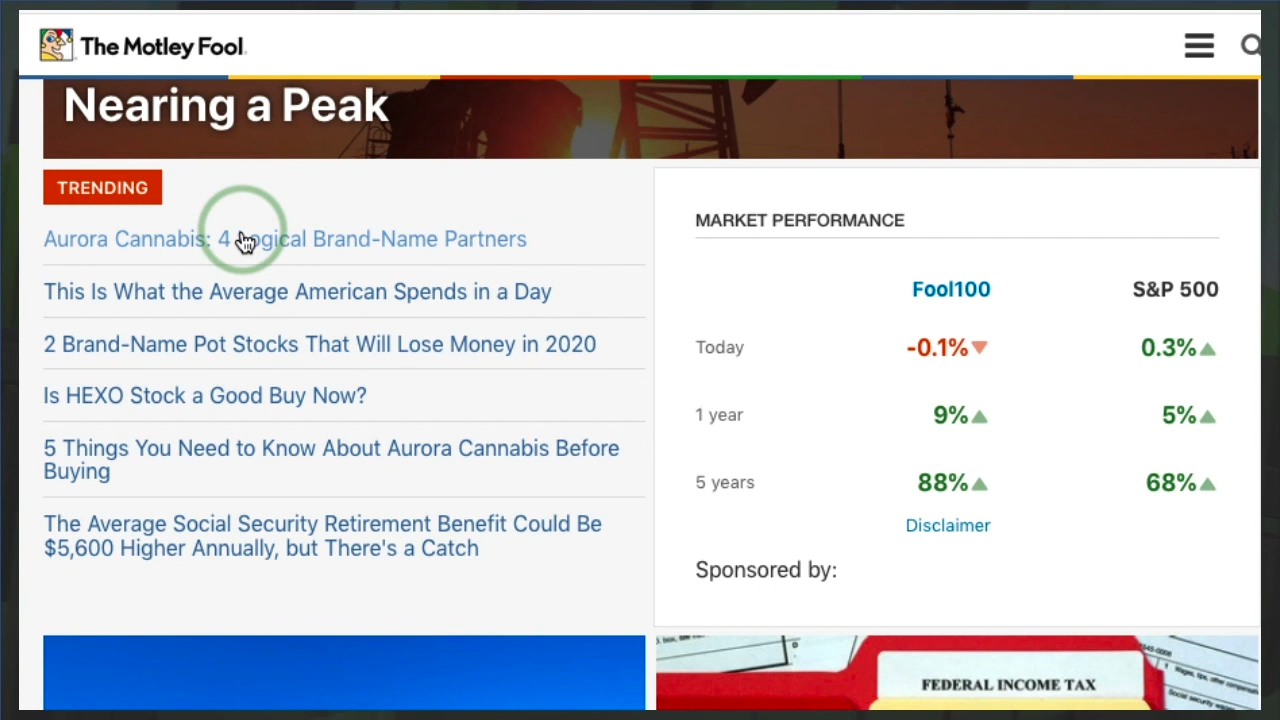 The Motley Fool
Nearing a Peak
TRENDING
Aurora Cannabis: 4 Logical Brand-Name Partners
This Is What the Average American Spends in a Day
2 Brand-Name Pot Stocks That Will Lose Money in 2020
Is HEXO Stock a Good Buy Now?
5 Things You Need to Know About Aurora Cannabis Before
Buying
The Average Social Security Retirement Benefit Could Be
$5,600 Higher Annually, but There's a Catch
MARKET PERFORMANCE
Fool100 S&P 500
Today -0.1% 0.3%
1 year 9% 5%
5 years 88% 68%
Disclaimer
Sponsored by:
FEDERAL INCOME TAX